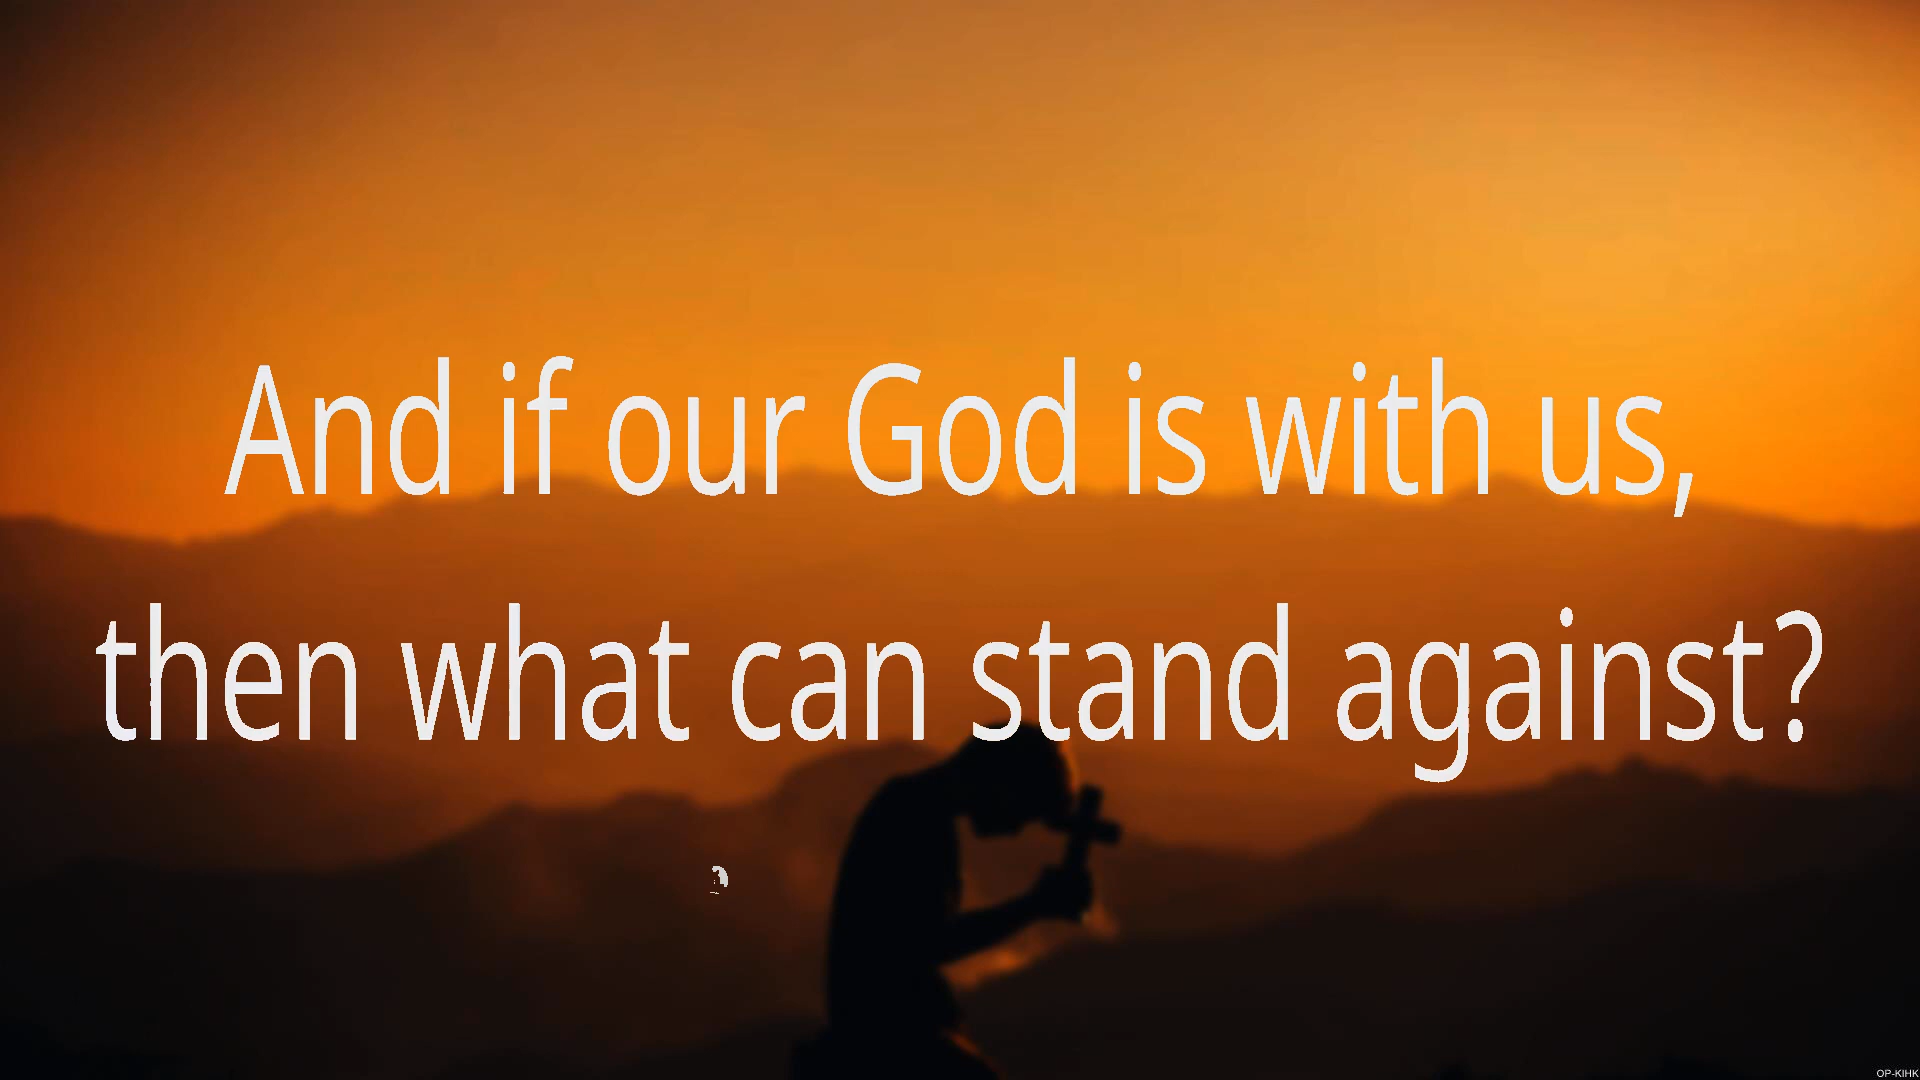 And if our God is with us,
then what can stand against?
OP-KIHK